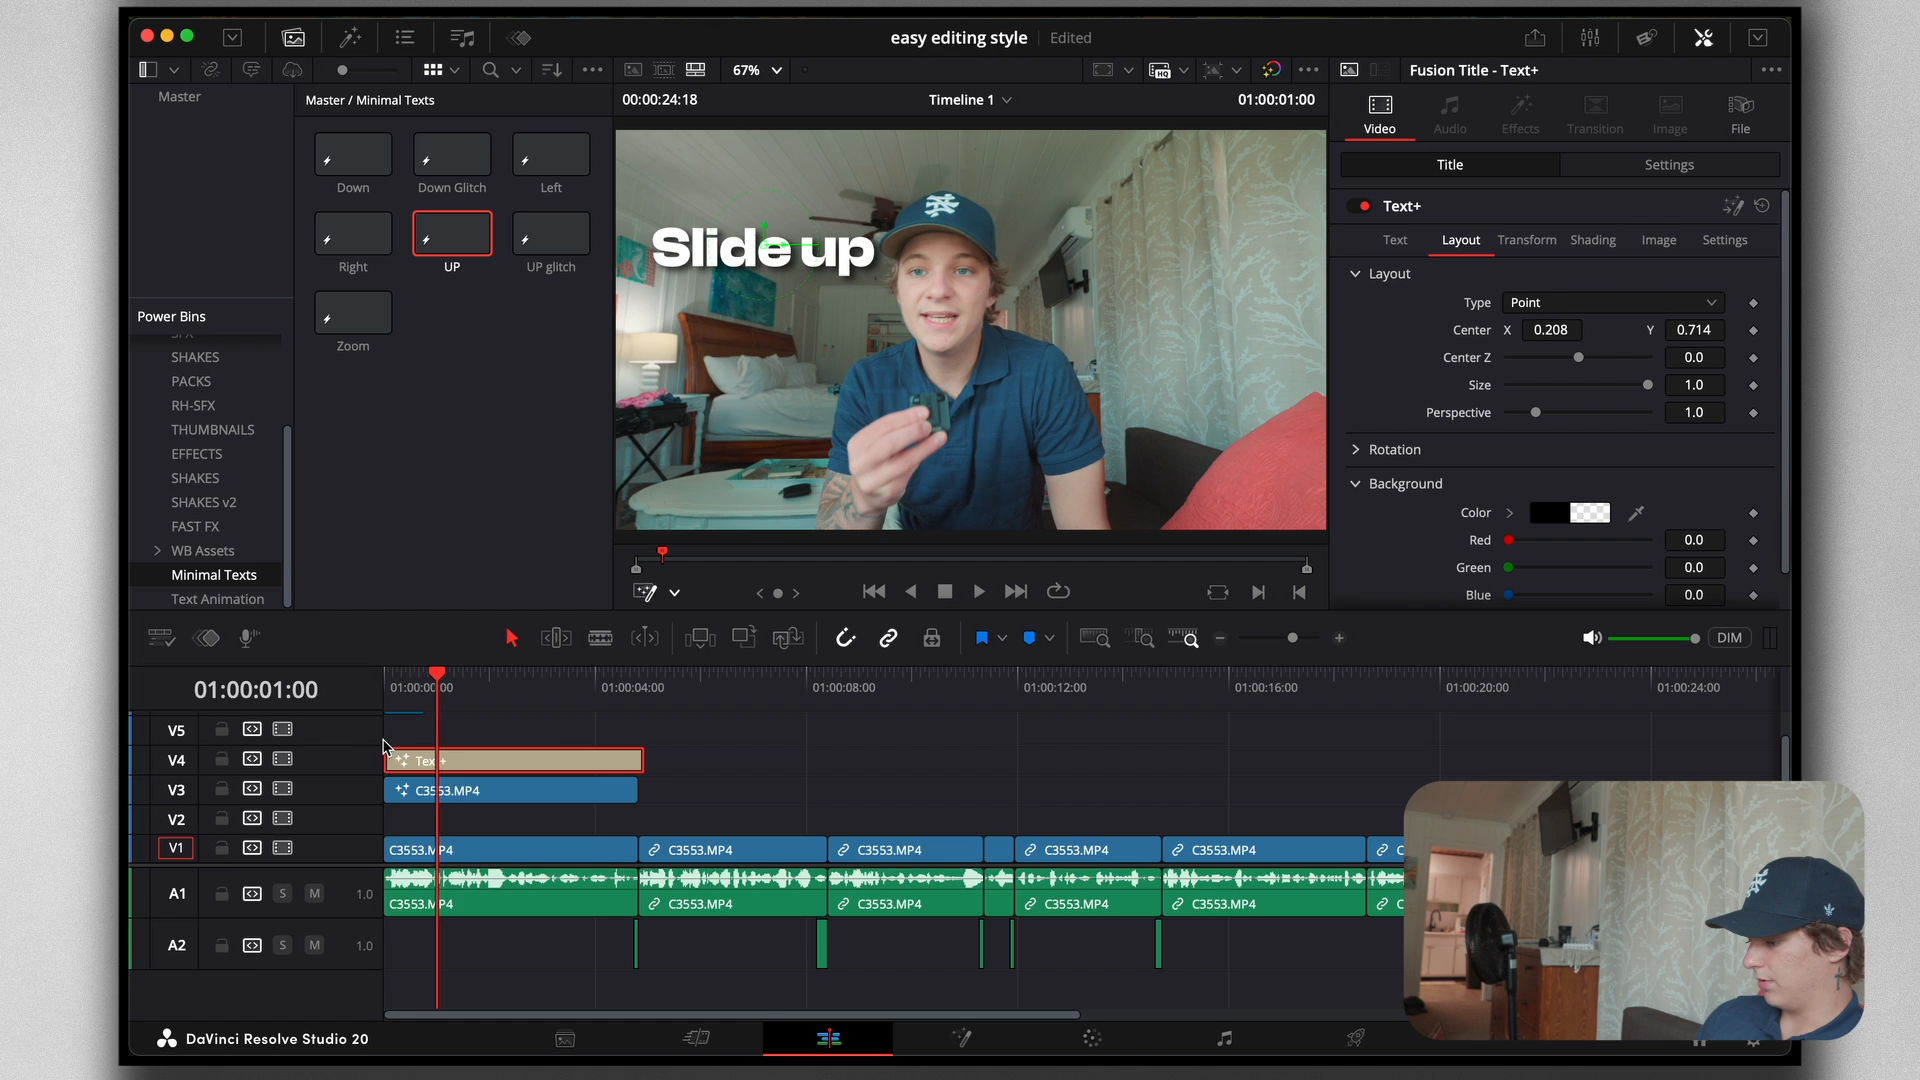 easy editing style
Edited
67%
Fusion Title - Text+
Master
Master / Minimal Texts
00:00:24:18
Timeline 1
01:00:01:00
Video
Audio
Effects
Transition
Image
File
Title
Settings
Down
Down Glitch
Left
Right
UP
UP glitch
Zoom
Slide up
Text+
Text
Layout
Transform
Shading
Image
Settings
Layout
Type
Point
Center
X
0.208
Y
0.714
Center Z
0.0
Size
1.0
Perspective
1.0
Rotation
Background
Color
Red
0.0
Green
0.0
Blue
0.0
Power Bins
SFX
SHAKES
PACKS
RH-SFX
THUMBNAILS
EFFECTS
SHAKES
SHAKES v2
FAST FX
WB Assets
Minimal Texts
Text Animation
DIM
01:00:01:00
01:00:00:00
01:00:04:00
01:00:08:00
01:00:12:00
01:00:16:00
01:00:20:00
01:00:24:00
V5
V4
Text+
V3
C3553.MP4
V2
V1
C3553.MP4
C3553.MP4
C3553.MP4
C3553.MP4
C3553.MP4
C
A1
S
M
1.0
C3553.MP4
C3553.MP4
C3553.MP4
C3553.MP4
C3553.MP4
C
A2
S
M
1.0
DaVinci Resolve Studio 20